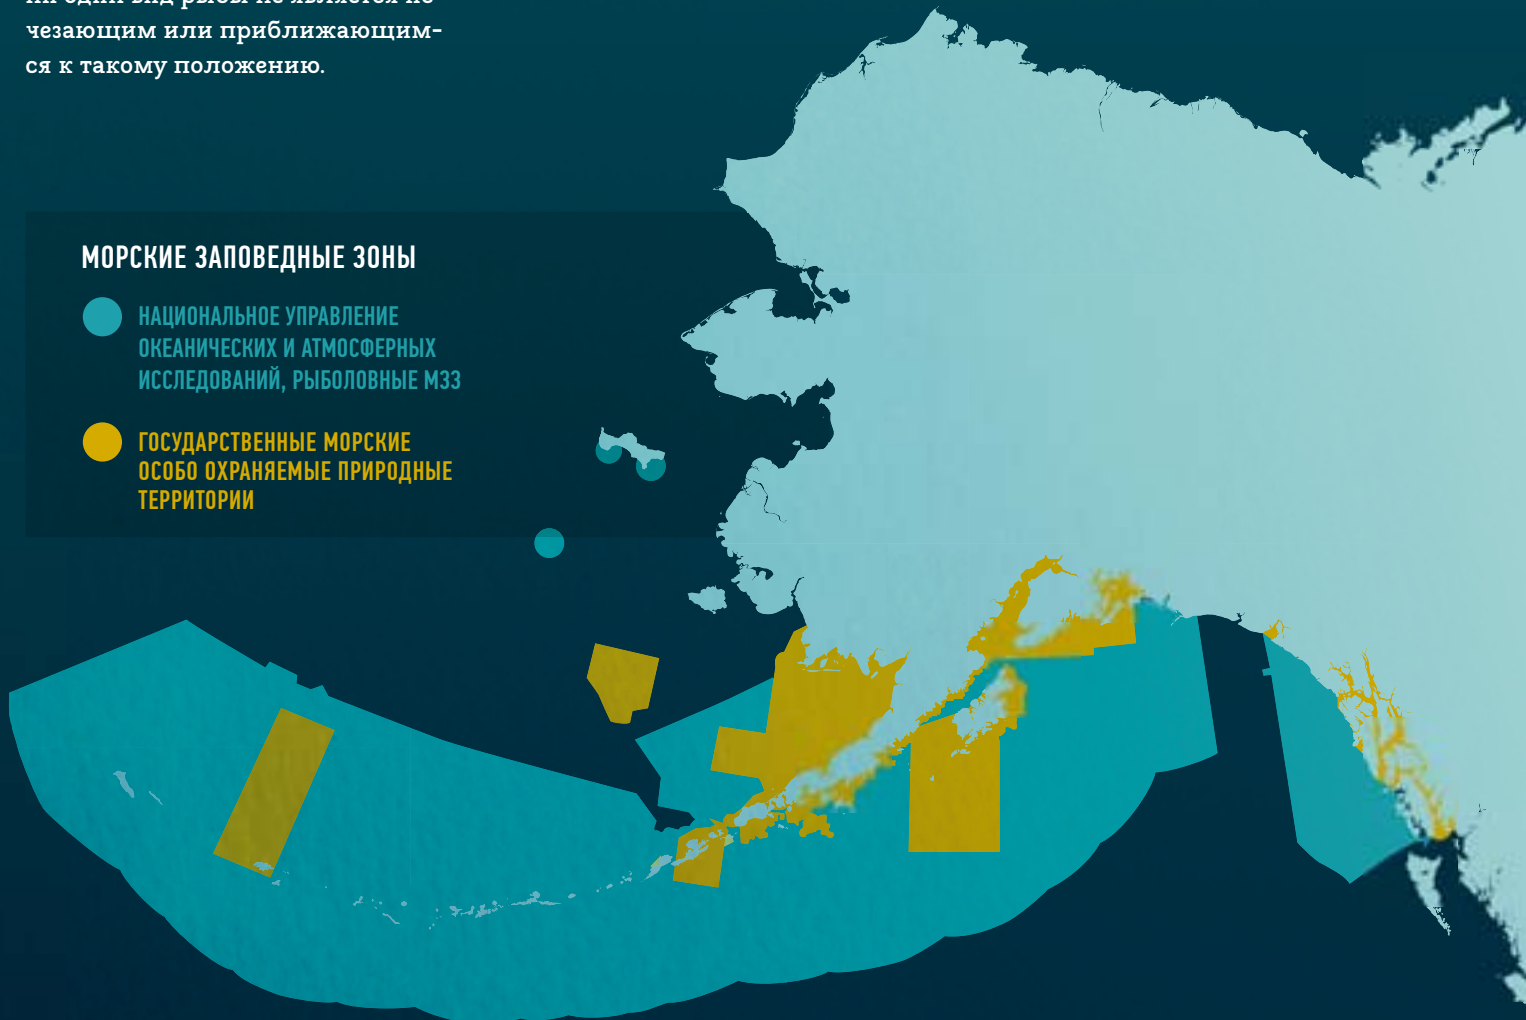 чезающим или приближающим-
ся к такому положению.
МОРСКИЕ ЗАПОВЕДНЫЕ ЗОНЫ
НАЦИОНАЛЬНОЕ УПРАВЛЕНИЕ
ОКЕАНИЧЕСКИХ И АТМОСФЕРНЫХ
ИССЛЕДОВАНИЙ, РЫБОЛОВНЫЕ МЗЗ
ГОСУДАРСТВЕННЫЕ МОРСКИЕ
ОСОБО ОХРАНЯЕМЫЕ ПРИРОДНЫЕ
ТЕРРИТОРИИ